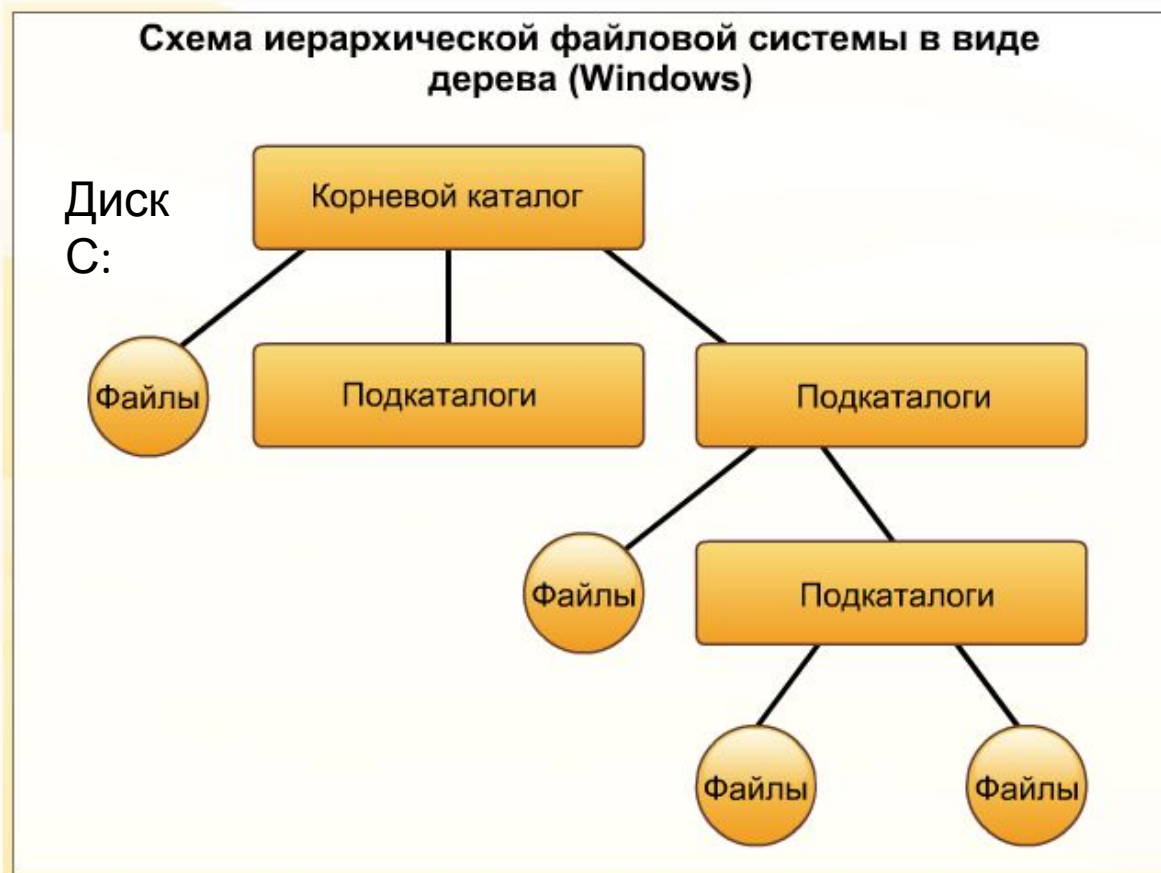 Схема иерархической файловой системы в виде
дерева (Windows)
Диск
С:
Корневой каталог
Файлы
Подкаталоги
Подкаталоги
Файлы
Подкаталоги
Файлы
Файлы